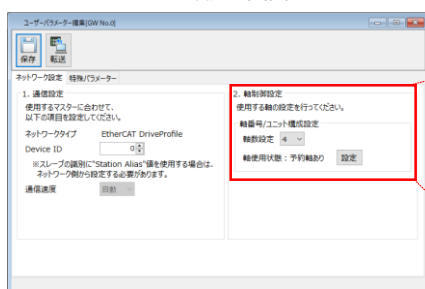 ユーザーパラメーター編集[GW No.0]
保存
転送
ネットワーク設定
特殊パラメーター
1. 通信設定
使用するマスターに合わせて、
以下の項目を設定してください。
ネットワークタイプ EtherCAT DriveProfile
Device ID 0
※スレーブの識別に"Station Alias"値を使用する場合は、
ネットワーク側から設定する必要があります。
通信速度 自動
2. 軸制御設定
使用する軸の設定を行ってください。
軸番号/ユニット構成設定
軸数設定 4
軸使用状態：予約軸あり 設定